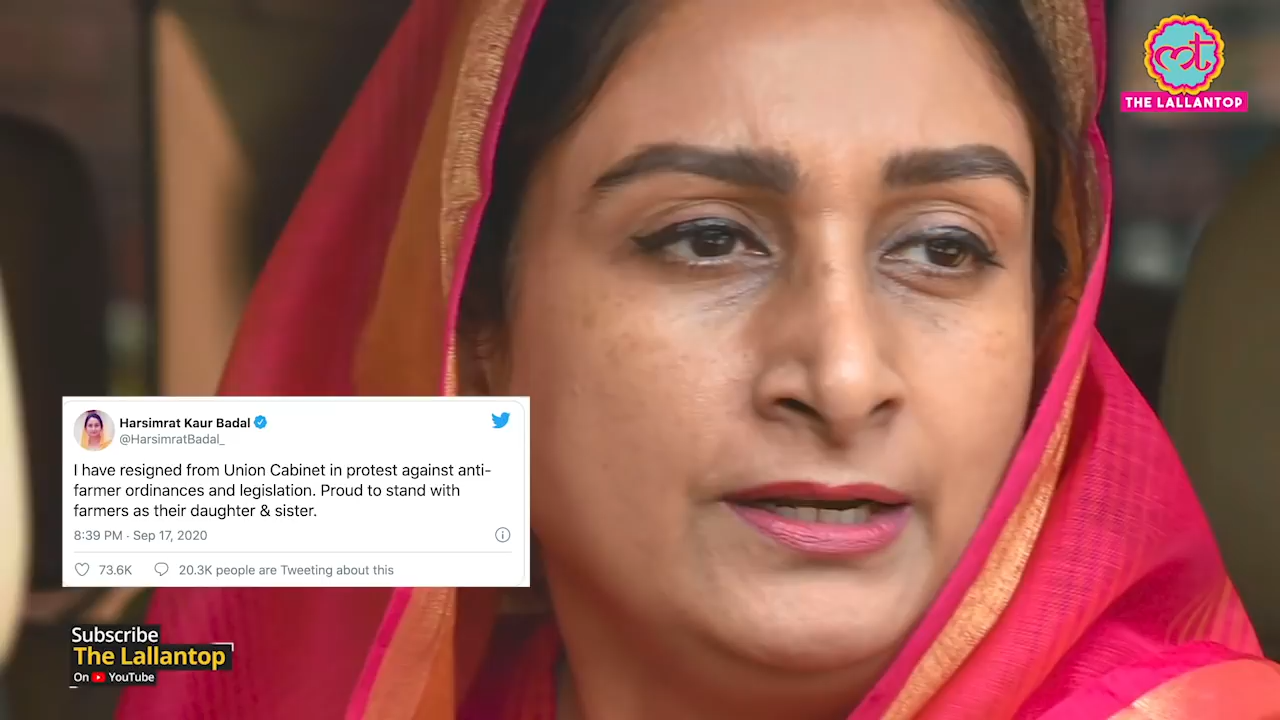 मत
THE LALLANTOP
Harsimrat Kaur Badal
@HarsimratBadal_
I have resigned from Union Cabinet in protest against anti-
farmer ordinances and legislation. Proud to stand with
farmers as their daughter & sister.
8:39 PM · Sep 17, 2020
73.6K 20.3K people are Tweeting about this
Subscribe
The Lallantop
On YouTube